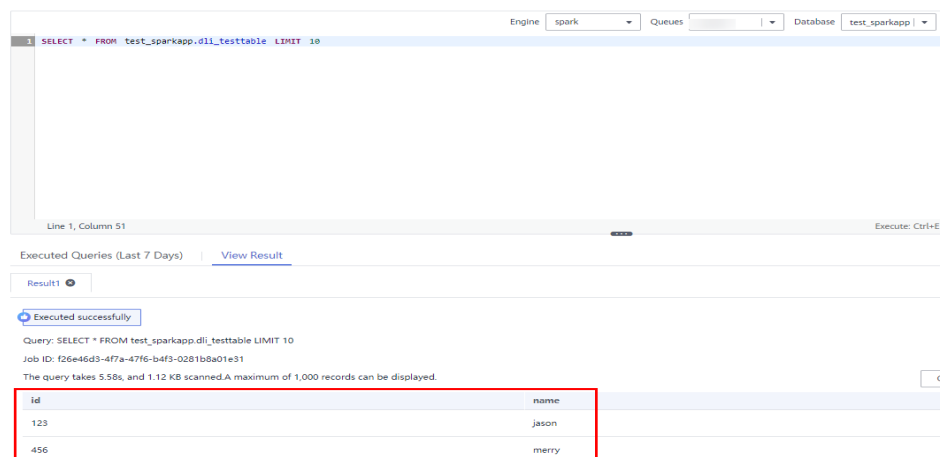 Engine spark Queues Database test_sparkapp
1 SELECT * FROM test_sparkapp.dli_testtable LIMIT 10
Line 1, Column 51 Execute: Ctrl+E
Executed Queries (Last 7 Days) View Result
Result1
Executed successfully
Query: SELECT * FROM test_sparkapp.dli_testtable LIMIT 10
Job ID: f26e46d3-4f7a-47f6-b4f3-0281b8a01e31
The query takes 5.58s, and 1.12 KB scanned.A maximum of 1,000 records can be displayed.
id name
123 jason
456 merry